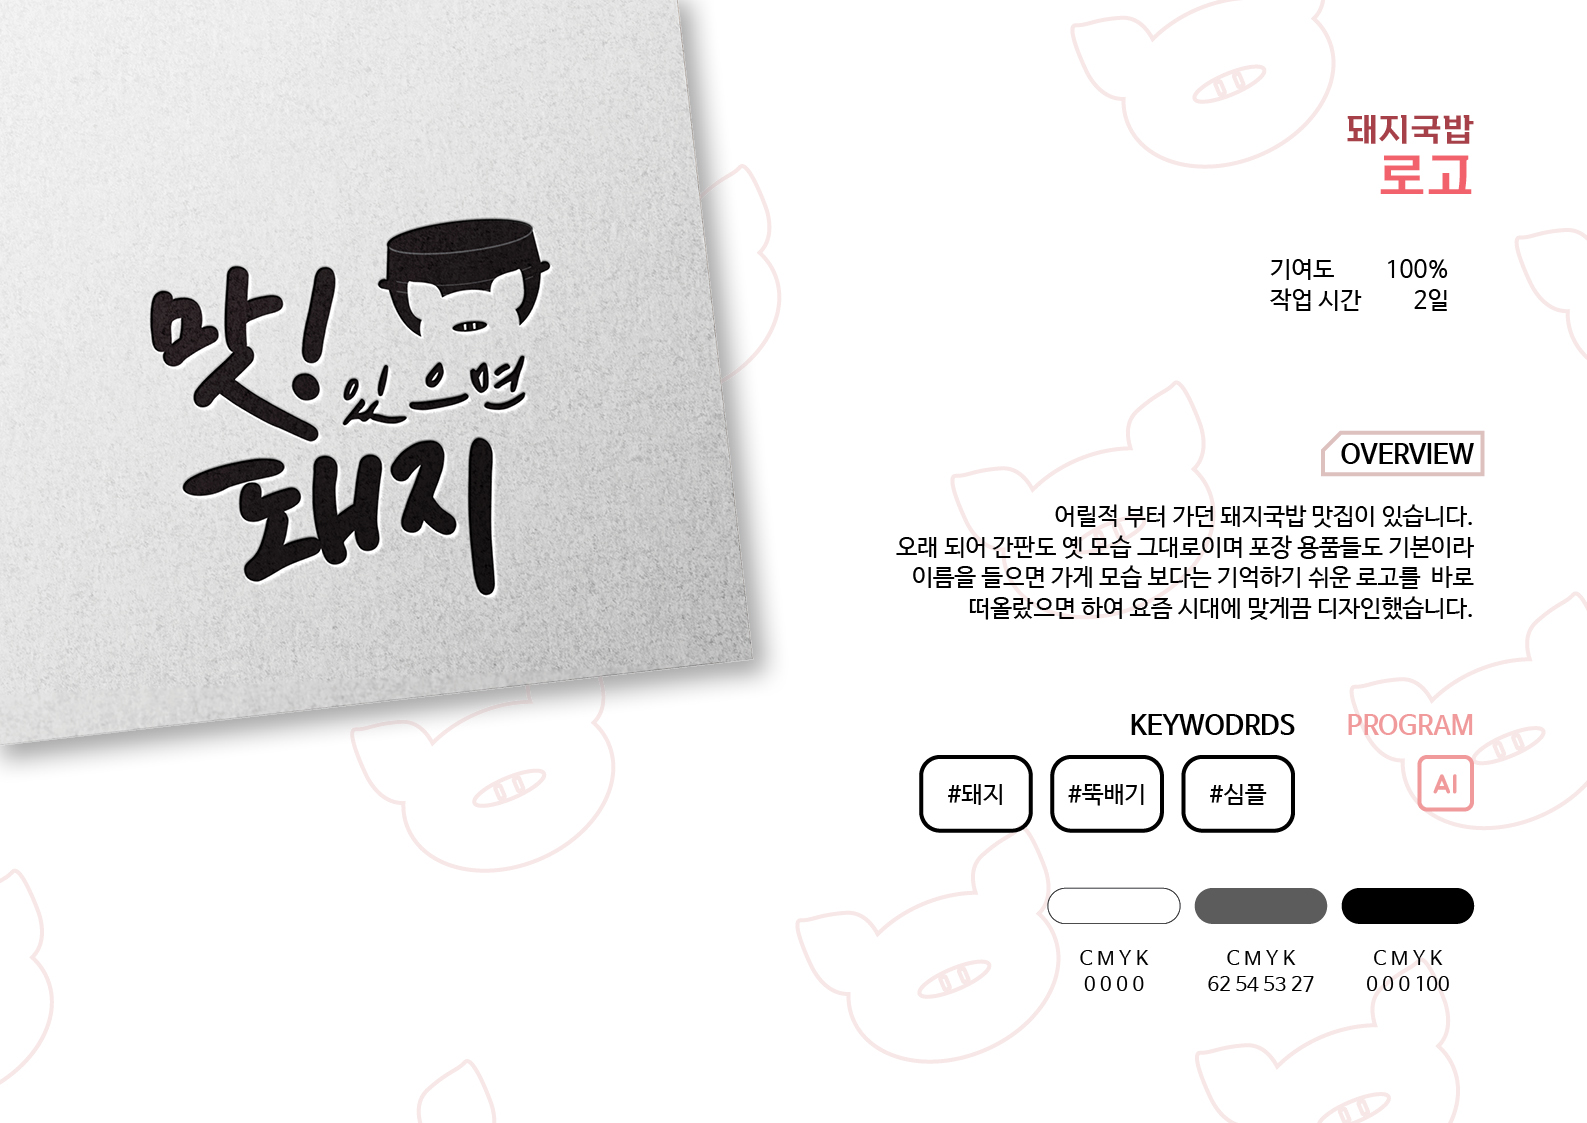 맛! 있으면
돼지
돼지국밥
로고
기여도 100%
작업 시간 2일
OVERVIEW
어릴적 부터 가던 돼지국밥 맛집이 있습니다.
오래 되어 간판도 옛 모습 그대로이며 포장 용품들도 기본이라
이름을 들으면 가게 모습 보다는 기억하기 쉬운 로고를 바로
떠올랐으면 하여 요즘 시대에 맞게끔 디자인했습니다.
KEYWODRDS
#돼지 #뚝배기 #심플
PROGRAM
AI
C M Y K
0 0 0 0
C M Y K
62 54 53 27
C M Y K
0 0 0 100